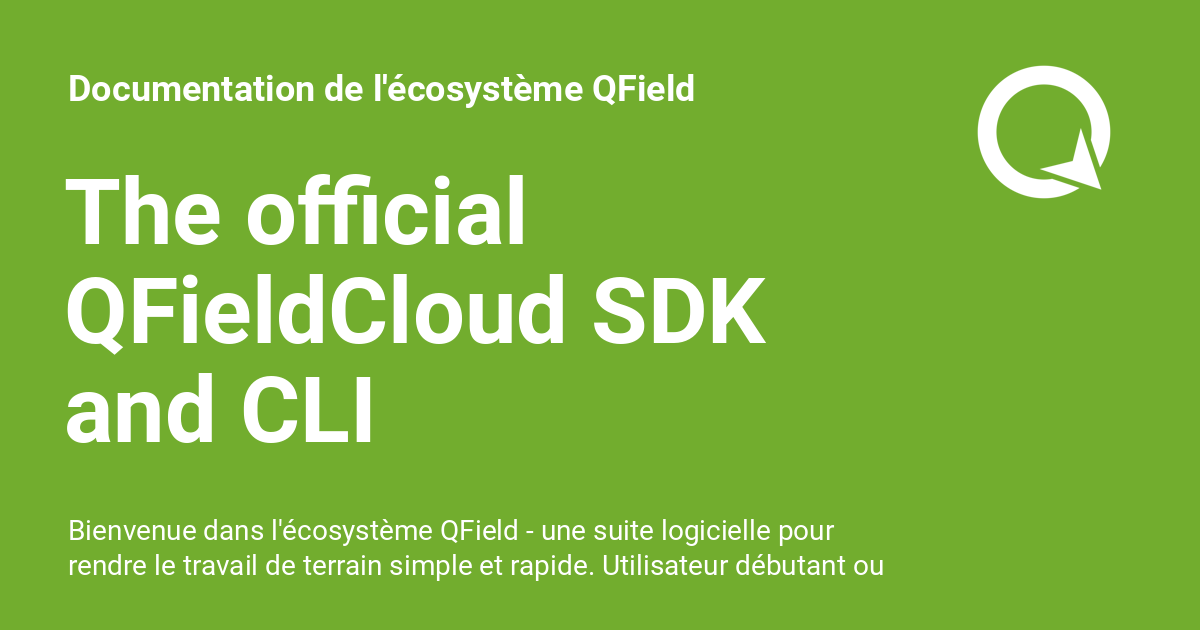 Documentation de l'écosystème QField
The official
QFieldCloud SDK
and CLI
Bienvenue dans l'écosystème QField - une suite logicielle pour
rendre le travail de terrain simple et rapide. Utilisateur débutant ou